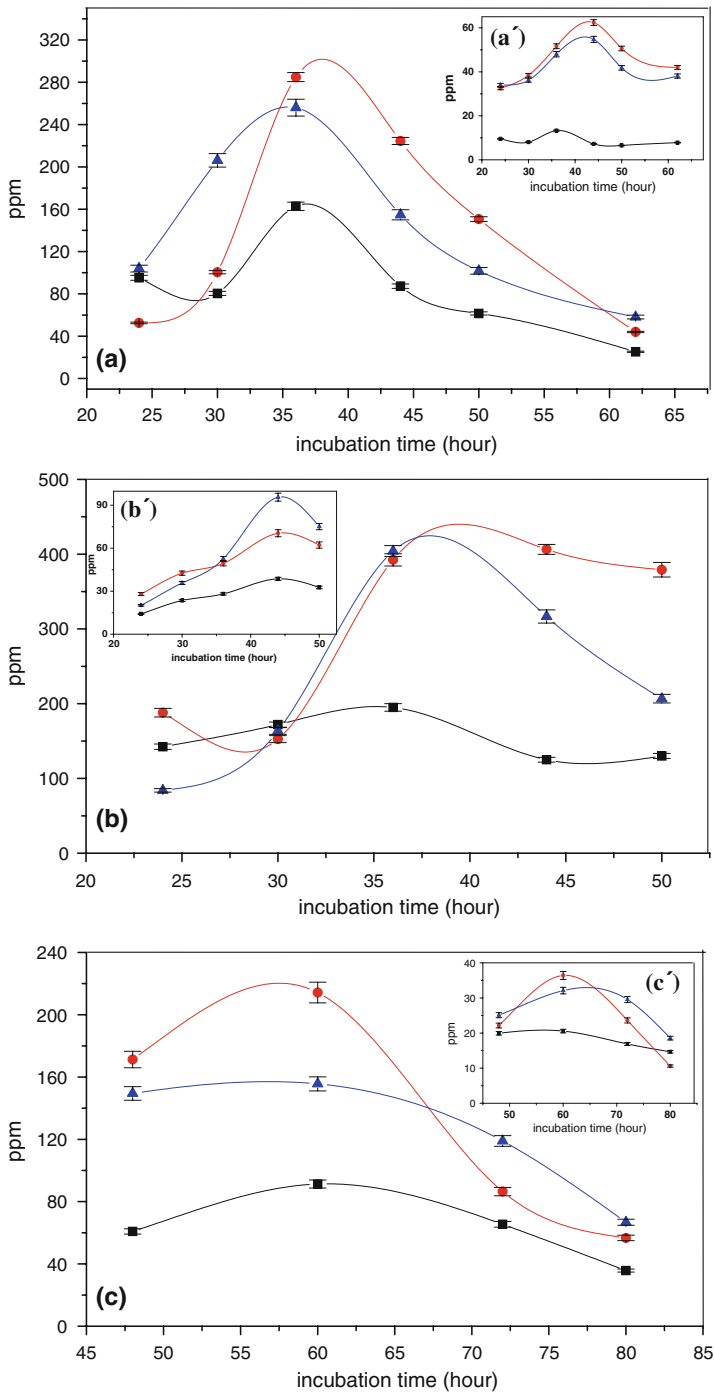 320
280
240
200
160
120
80
40
0
ppm
20 25 30 35 40 45 50 55 60 65
incubation time (hour)
(a)
(a´)
60
40
20
0
ppm
20 30 40 50 60
incubation time (hour)
500
400
300
200
100
0
ppm
20 25 30 35 40 45 50
incubation time (hour)
(b)
(b´)
90
60
30
0
ppm
20 30 40 50
incubation time (hour)
240
200
160
120
80
40
0
ppm
45 50 55 60 65 70 75 80 85
incubation time (hour)
(c)
(c´)
40
30
20
10
0
ppm
50 60 70 80
incubation time (hour)